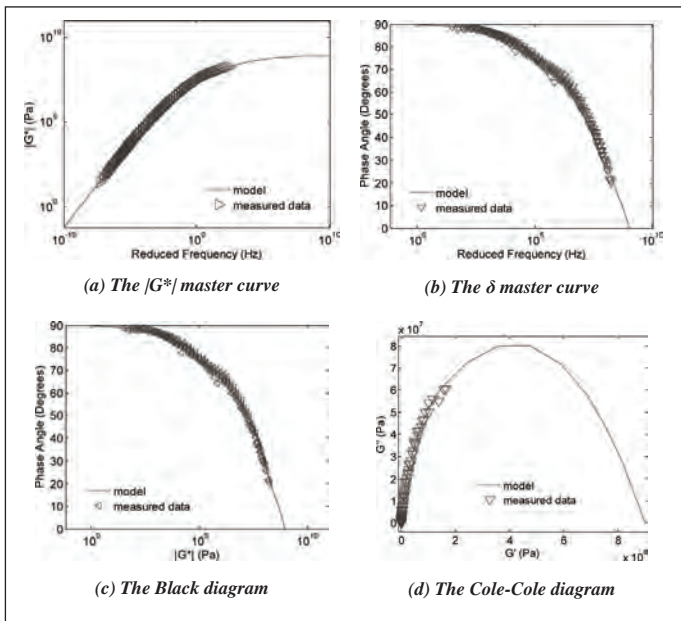 |G*| (Pa)
model
measured data
Reduced Frequency (Hz)
(a) The |G*| master curve
90
80
70
60
50
40
30
20
10
0
Phase Angle (Degrees)
model
measured data
Reduced Frequency (Hz)
(b) The δ master curve
90
80
70
60
50
40
30
20
10
0
Phase Angle (Degrees)
model
measured data
|G*| (Pa)
(c) The Black diagram
x 10⁷
8
7
6
5
4
3
2
1
0
G" (Pa)
model
measured data
0 2 4 6 8
G' (Pa)
(d) The Cole-Cole diagram